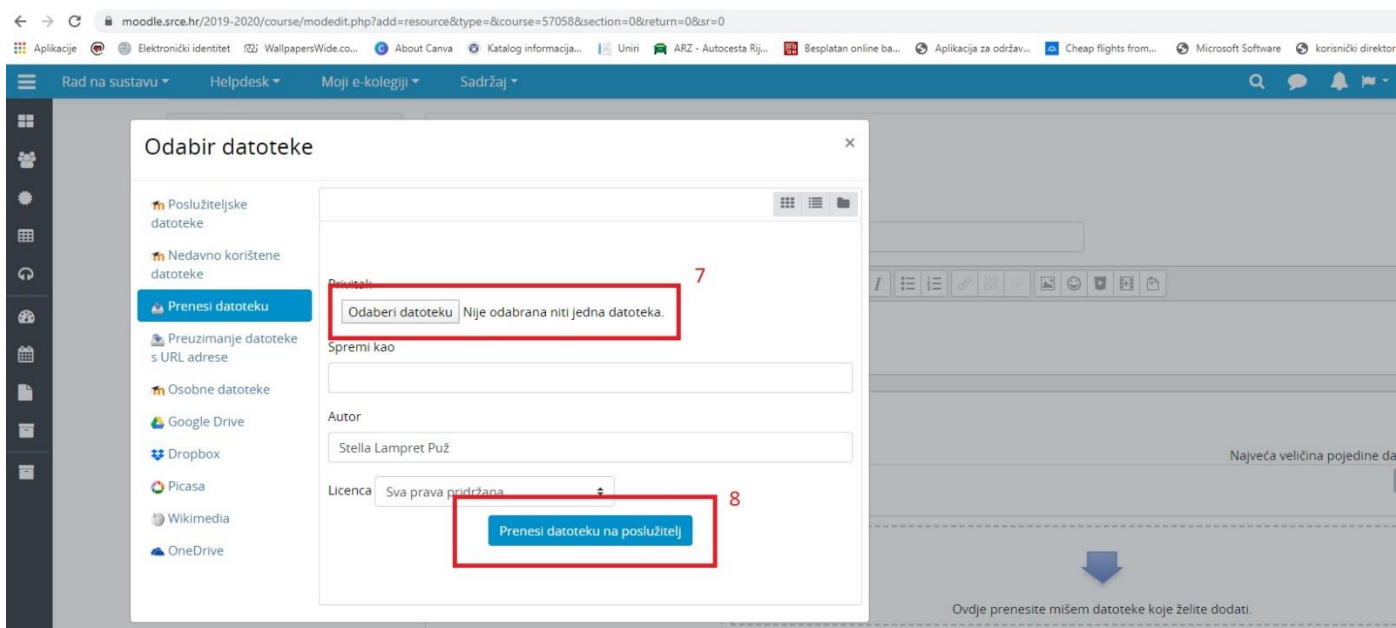 moodle.srce.hr/2019-2020/course/modedit.php?add=resource&type=&course=57058&section=0&return=0&sr=0
Aplikacije Elektronički identitet WallpapersWide.co... About Canva Katalog informacija... Uniri ARZ - Autocesta Rij... Besplatan online ba... Aplikacija za održav... Cheap flights from... Microsoft Software korisnički direktor
Rad na sustavu Helpdesk Moji e-kolegiji Sadržaj
Odabir datoteke ×
Poslužiteljske
datoteke
Nedavno korištene
datoteke
Prenesi datoteku
Preuzimanje datoteke
s URL adrese
Osobne datoteke
Google Drive
Dropbox
Picasa
Wikimedia
OneDrive
Privitak
7
Odaberi datoteku Nije odabrana niti jedna datoteka.
Spremi kao
Autor
Stella Lampret Puž
Licenca Sva prava pridržana
8
Prenesi datoteku na poslužitelj
I
Najveća veličina pojedine da
Ovdje prenesite mišem datoteke koje želite dodati.